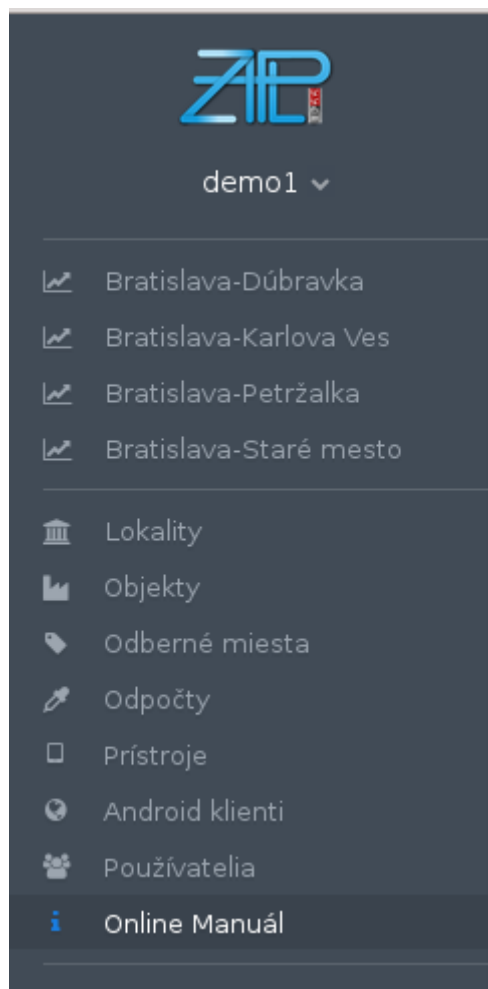 demo1
Bratislava-Dúbravka
Bratislava-Karlova Ves
Bratislava-Petržalka
Bratislava-Staré mesto
Lokality
Objekty
Odberné miesta
Odpočty
Prístroje
Android klienti
Používatelia
Online Manuál